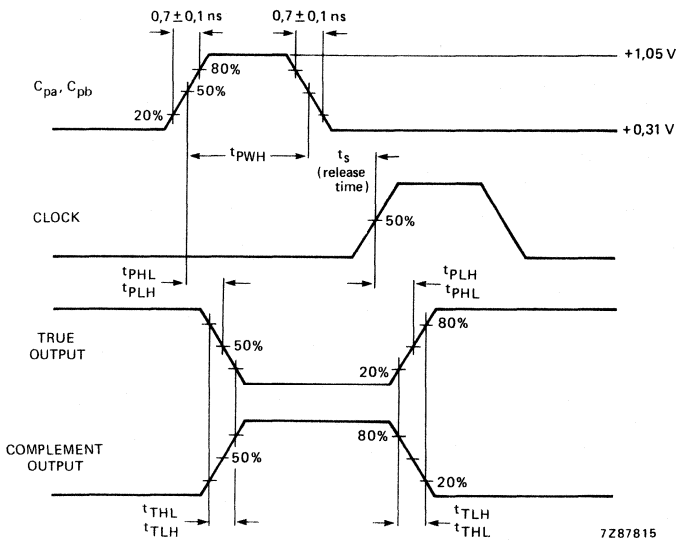 0,7 ± 0,1 ns 0,7 ± 0,1 ns
+1,05 V
80%
Cpa, Cpb
50%
20%
+0,31 V
tPWH
ts
(release
time)
CLOCK
50%
tPHL
tPLH
tPLH
tPHL
80%
TRUE
OUTPUT
50%
20%
COMPLEMENT
OUTPUT
80%
50%
20%
tTHL
tTLH
tTLH
tTHL
7Z87815